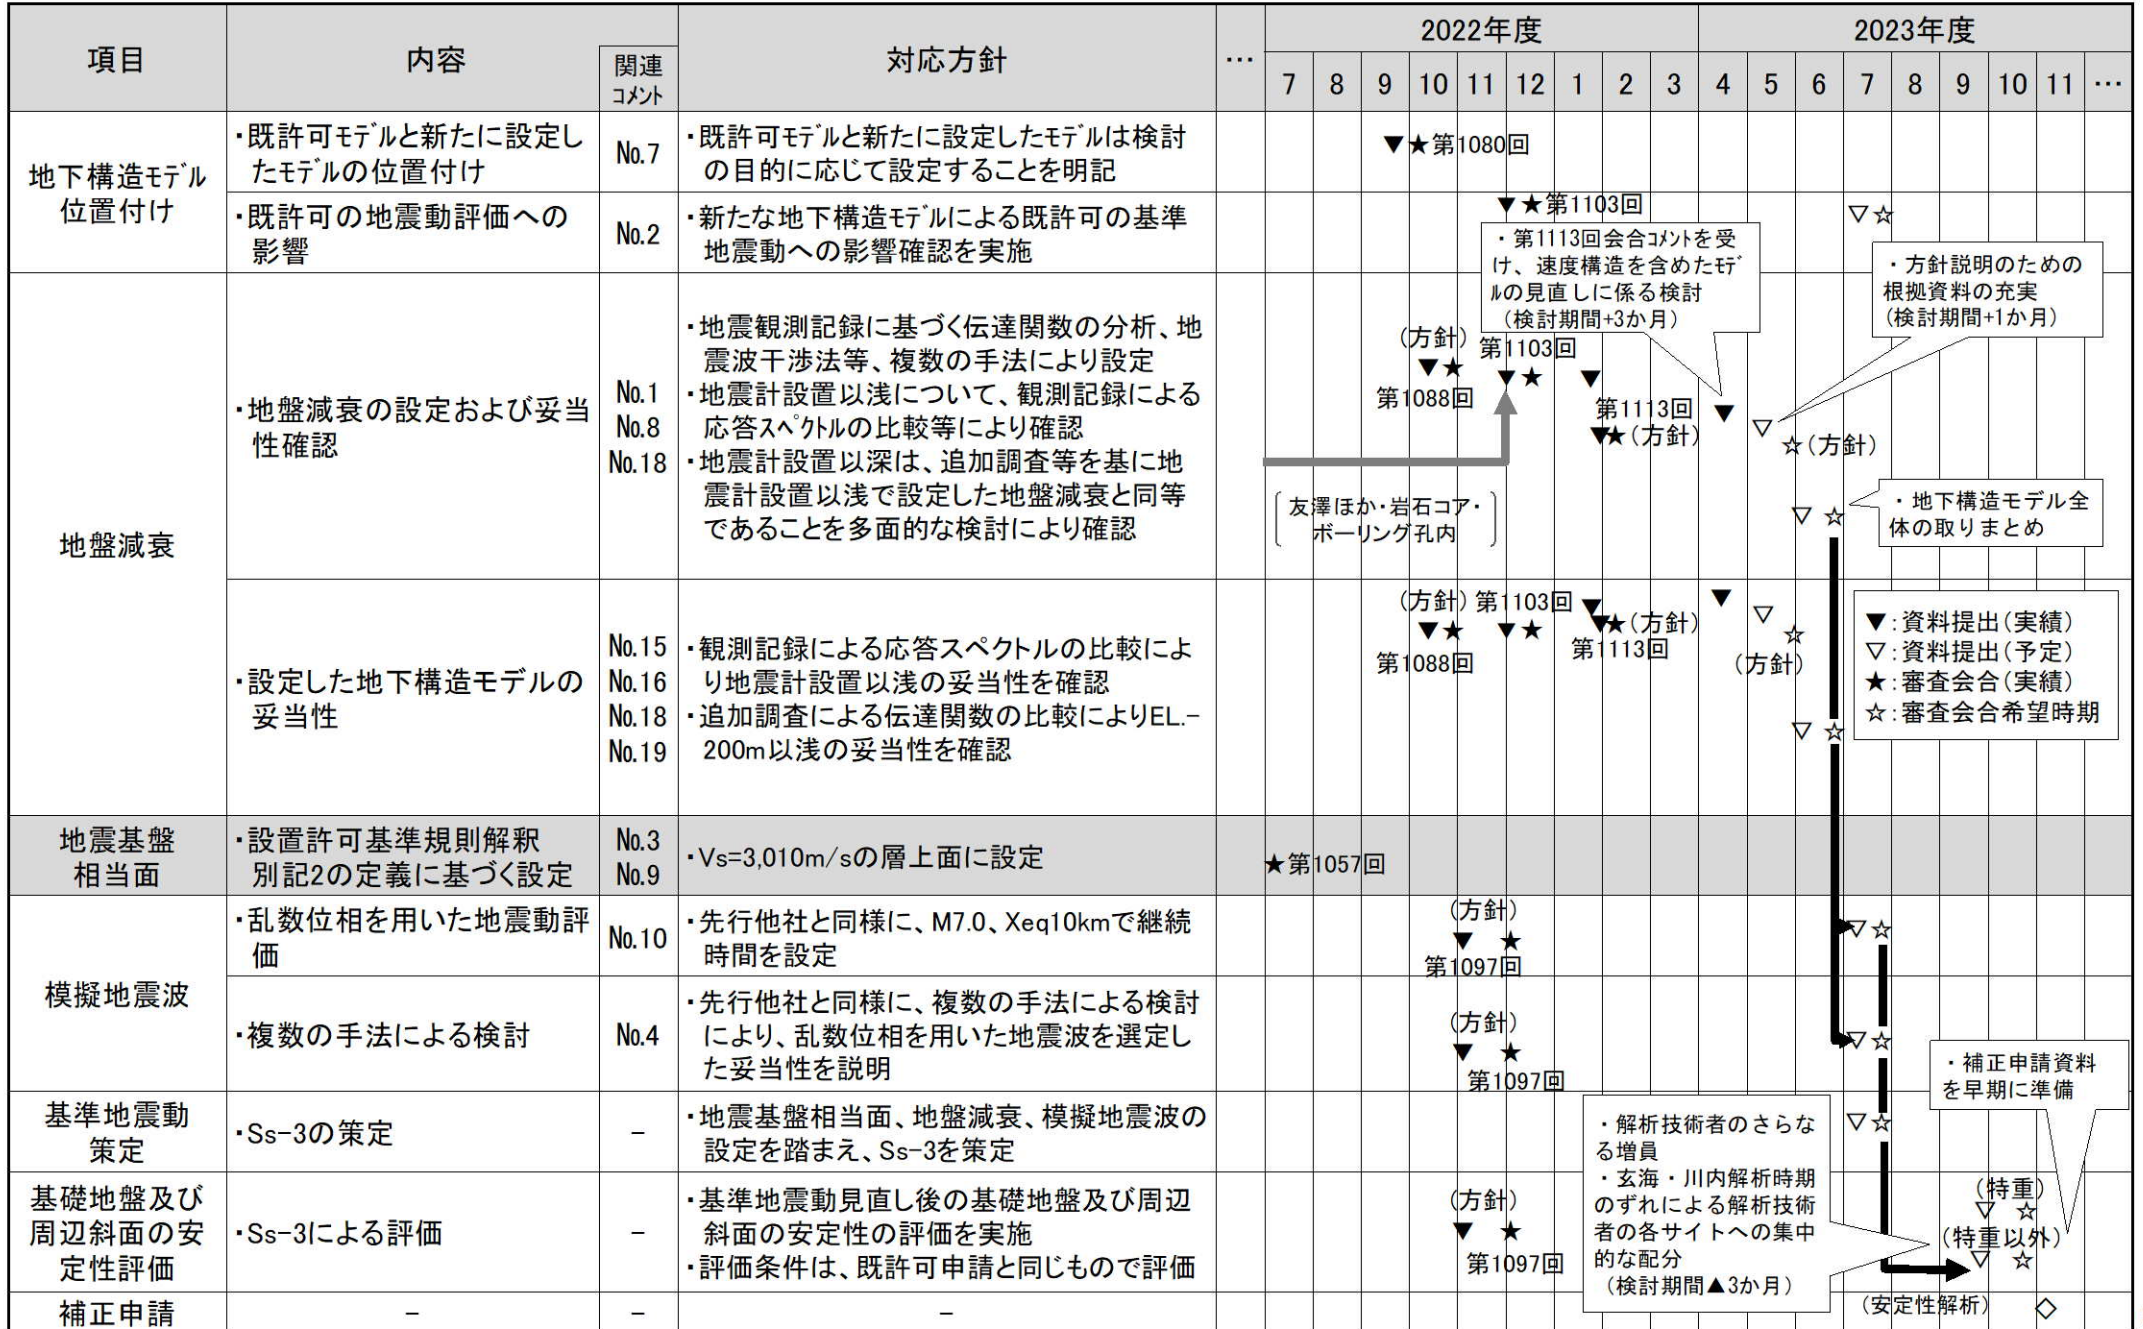 項目
内容
関連
ｺﾒﾝﾄ
対応方針
…
2022年度
2023年度
7 8 9 10 11 12 1 2 3 4 5 6 7 8 9 10 11 …
地下構造ﾓﾃﾞﾙ
位置付け
・既許可ﾓﾃﾞﾙと新たに設定し
たﾓﾃﾞﾙの位置付け
No.7
・既許可ﾓﾃﾞﾙと新たに設定したﾓﾃﾞﾙは検討
の目的に応じて設定することを明記
▼★第1080回
・既許可の地震動評価への
影響
No.2
・新たな地下構造ﾓﾃﾞﾙによる既許可の基準
地震動への影響確認を実施
▼★第1103回
▽☆
・第1113回会合ｺﾒﾝﾄを受
け、速度構造を含めたﾓﾃﾞ
ﾙの見直しに係る検討
（検討期間+3か月）
・方針説明のための
根拠資料の充実
（検討期間+1か月）
地盤減衰
・地盤減衰の設定および妥当
性確認
No.1
No.8
No.18
・地震観測記録に基づく伝達関数の分析、地
震波干渉法等、複数の手法により設定
・地震計設置以浅について、観測記録による
応答ｽﾍﾟｸﾄﾙの比較等により確認
・地震計設置以深は、追加調査等を基に地
震計設置以浅で設定した地盤減衰と同等
であることを多面的な検討により確認
（方針）
▼★
第1088回
第1103回
▼★
▼
第1113回
▼★（方針）
▼
▽
☆（方針）
友澤ほか・岩石コア・
ボーリング孔内
▽☆
・地下構造モデル全
体の取りまとめ
・設定した地下構造モデルの
妥当性
No.15
No.16
No.18
No.19
・観測記録による応答スペクトルの比較によ
り地震計設置以浅の妥当性を確認
・追加調査による伝達関数の比較によりEL.-
200m以浅の妥当性を確認
（方針）
▼★
第1088回
第1103回
▼★
▼
▼★（方針）
第1113回
▼
▽
☆
（方針）
▽☆
▼：資料提出（実績）
▽：資料提出（予定）
★：審査会合（実績）
☆：審査会合希望時期
地震基盤
相当面
・設置許可基準規則解釈
別記2の定義に基づく設定
No.3
No.9
・Vs=3,010m/sの層上面に設定
★第1057回
模擬地震波
・乱数位相を用いた地震動評
価
No.10
・先行他社と同様に、M7.0、Xeq10kmで継続
時間を設定
（方針）
▼ ★
第1097回
▽☆
・複数の手法による検討
No.4
・先行他社と同様に、複数の手法による検討
により、乱数位相を用いた地震波を選定し
た妥当性を説明
（方針）
▼ ★
第1097回
▽☆
・補正申請資料
を早期に準備
基準地震動
策定
・Ss-3の策定
-
・地震基盤相当面、地盤減衰、模擬地震波の
設定を踏まえ、Ss-3を策定
▽☆
・解析技術者のさらな
る増員
・玄海・川内解析時期
のずれによる解析技術
者の各サイトへの集中
的な配分
（検討期間▲3か月）
基礎地盤及び
周辺斜面の安
定性評価
・Ss-3による評価
-
・基準地震動見直し後の基礎地盤及び周辺
斜面の安定性の評価を実施
・評価条件は、既許可申請と同じもので評価
（方針）
▼ ★
第1097回
（特重）
▽ ☆
（特重以外）
▽ ☆
（安定性解析）
補正申請
-
-
-
◇